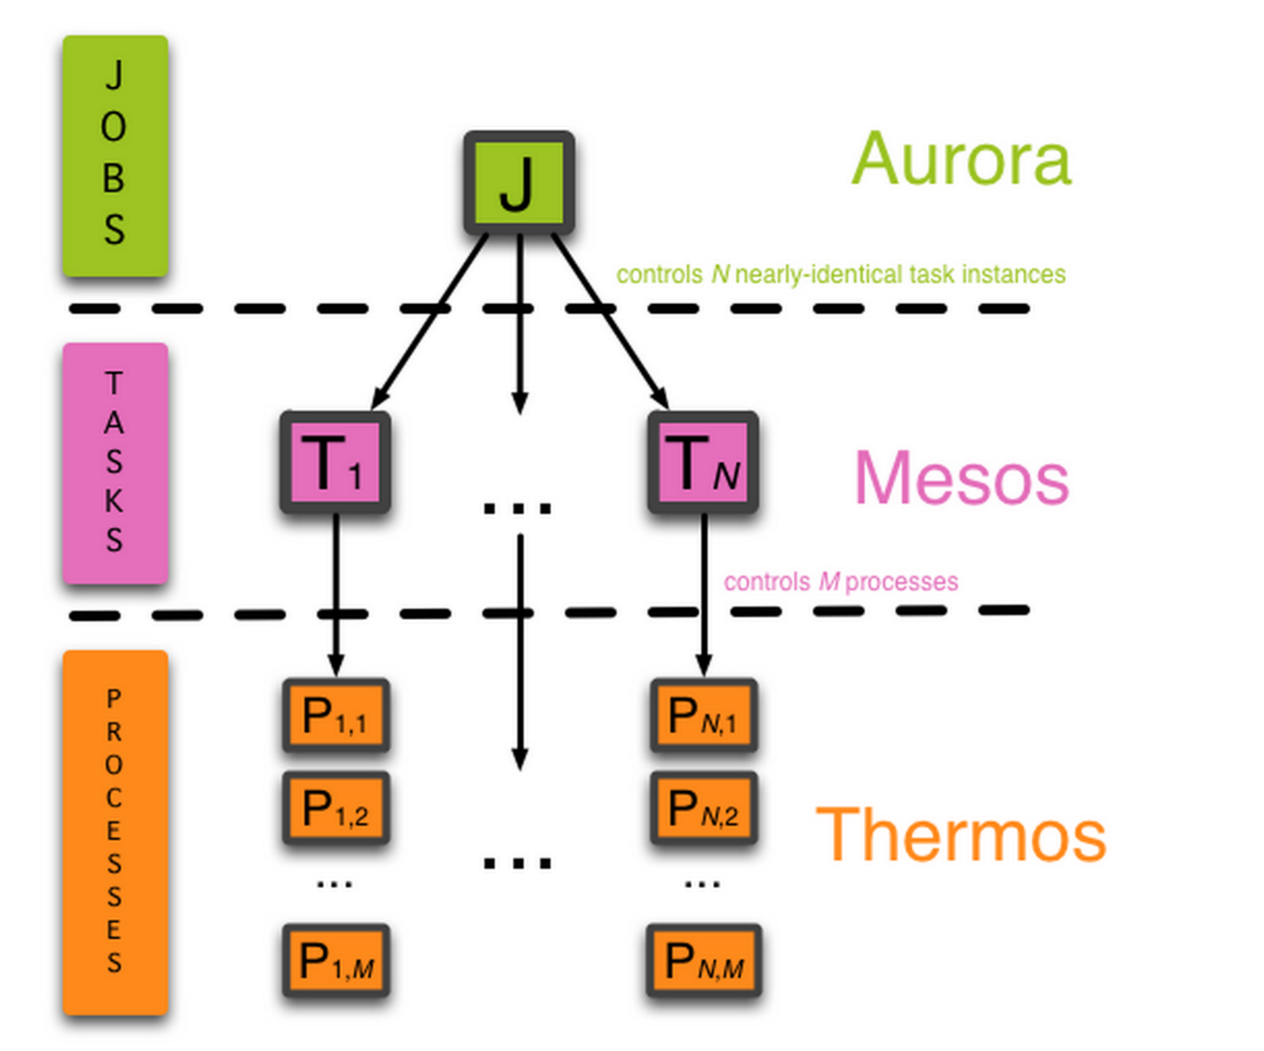 JOBS
J
Aurora
controls N nearly-identical task instances
TASKS
T1
...
TN
Mesos
controls M processes
PROCESSES
P1,1
PN,1
P1,2
PN,2
Thermos
...
...
...
P1,M
PN,M